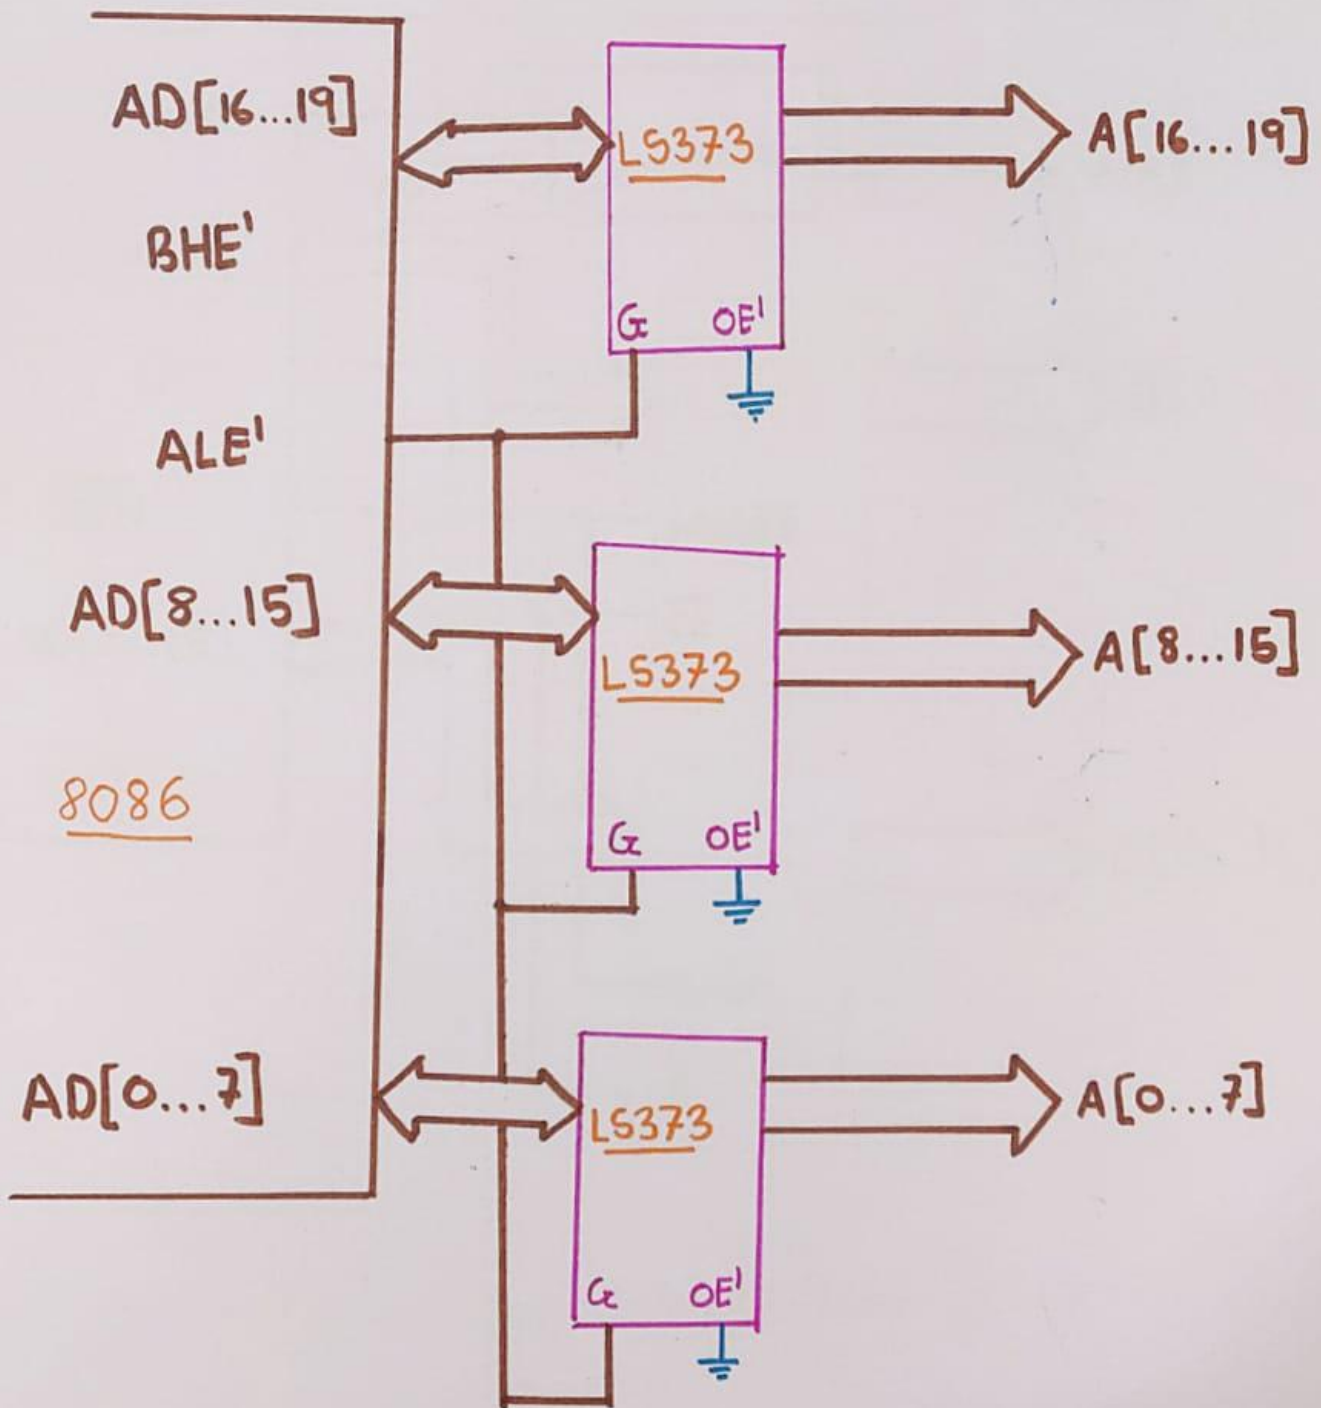 AD[16...19]
LS373
A[16...19]
BHE'
G OE'
ALE'
AD[8...15]
LS373
A[8...15]
8086
G OE'
AD[0...7]
LS373
A[0...7]
G OE'